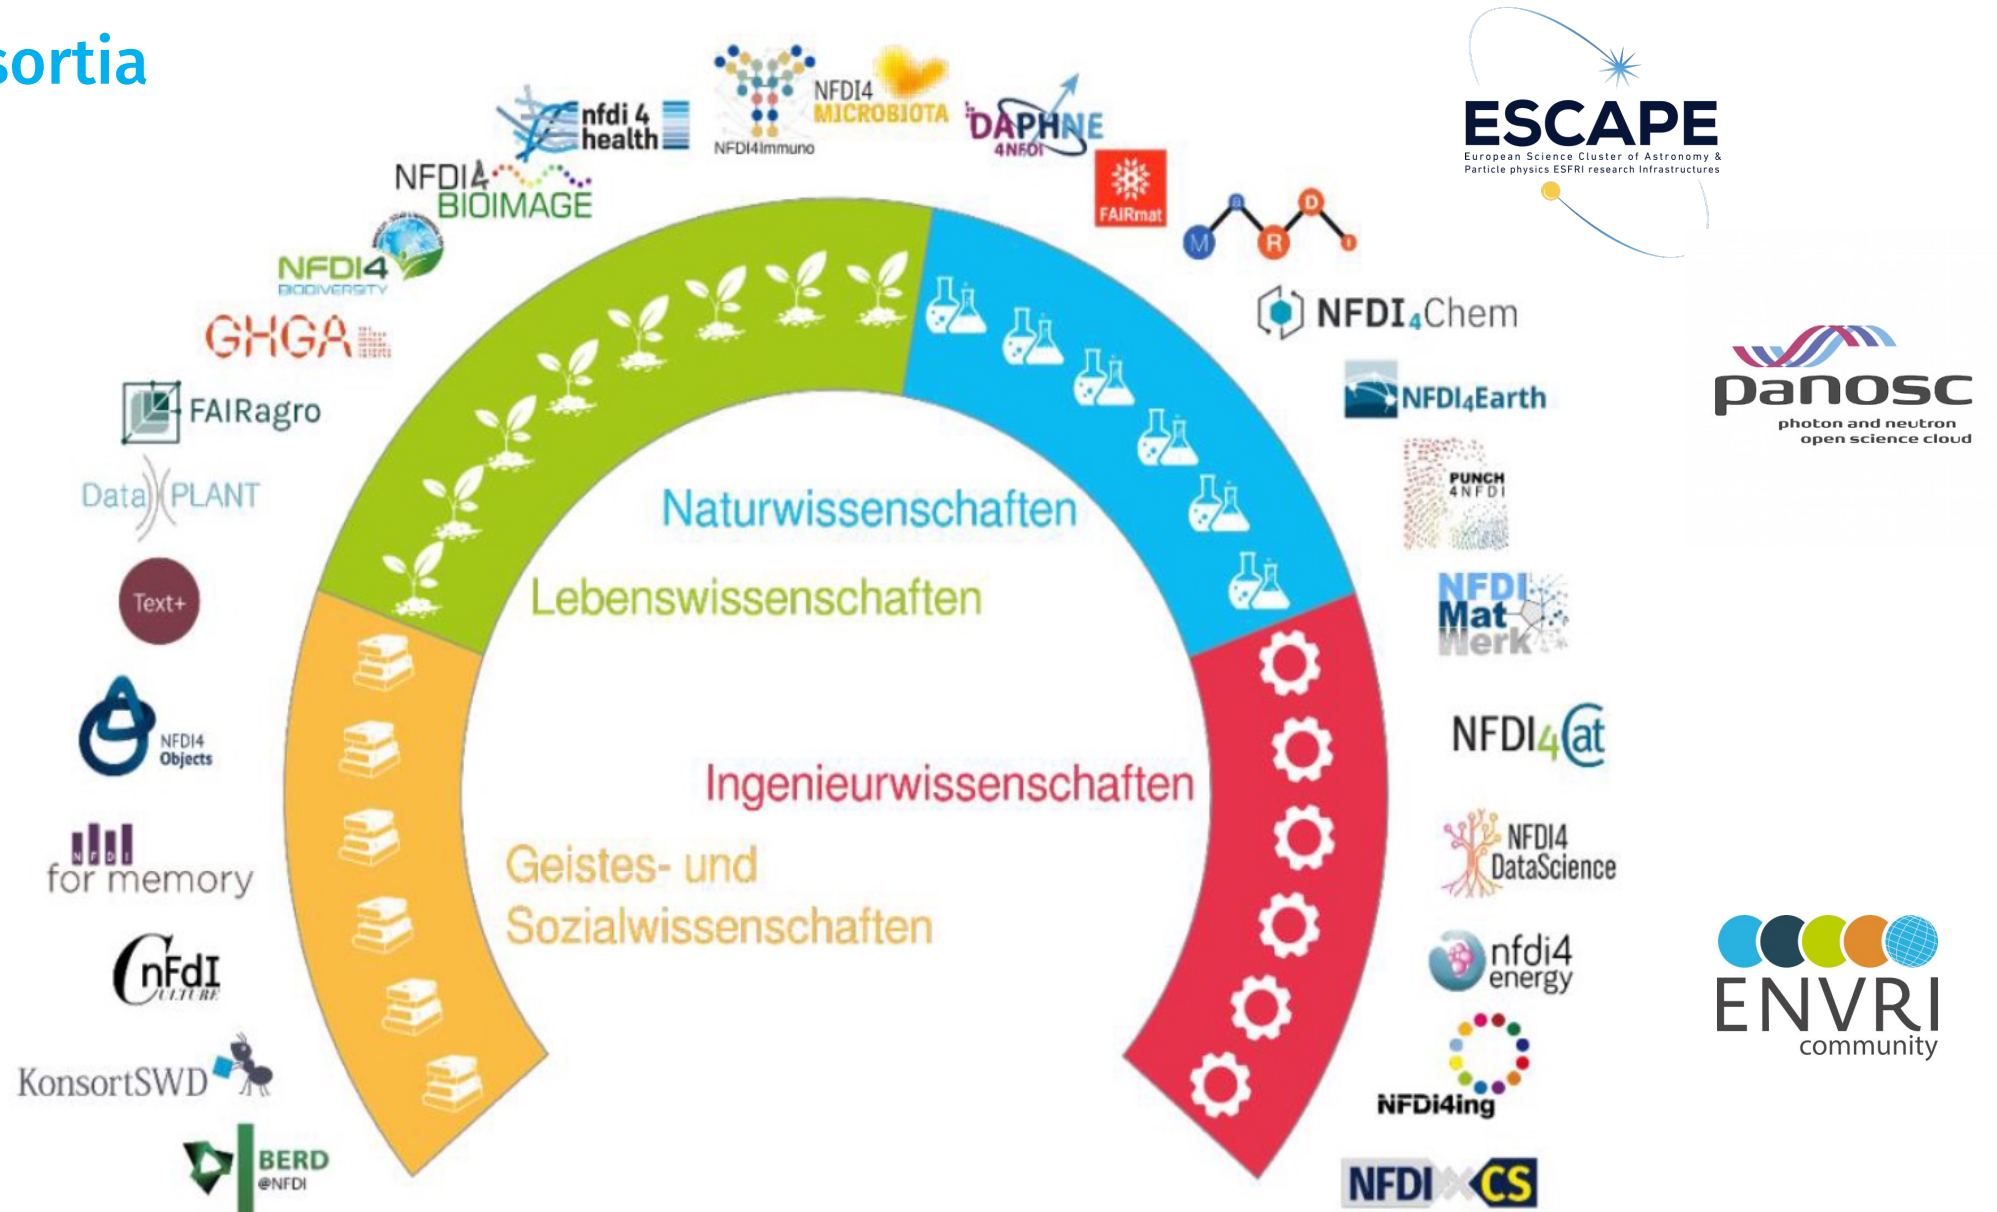 sortia
nfdi 4
health
NFDI4Immuno
NFDI4
MICROBIOTA
DAPHNE
4NFDI
FAIRmat
M a R D I
NFDI4
BIOIMAGE
NFDI4
BIODIVERSITY
GHGA
FAIRagro
Data PLANT
Text+
NFDI4
Objects
NFDI
for memory
nFdI
CULTURE
KonsortSWD
BERD
@NFDI
Naturwissenschaften
Lebenswissenschaften
Ingenieurwissenschaften
Geistes- und
Sozialwissenschaften
NFDI4Chem
NFDI4Earth
PUNCH
4NFDI
NFDI
Mat
Werk
NFDI4Cat
NFDI4
DataScience
nfdi4
energy
NFDi4ing
NFDIxCS
ESCAPE
European Science Cluster of Astronomy &
Particle physics ESFRI research Infrastructures
panosc
photon and neutron
open science cloud
ENVRI
community